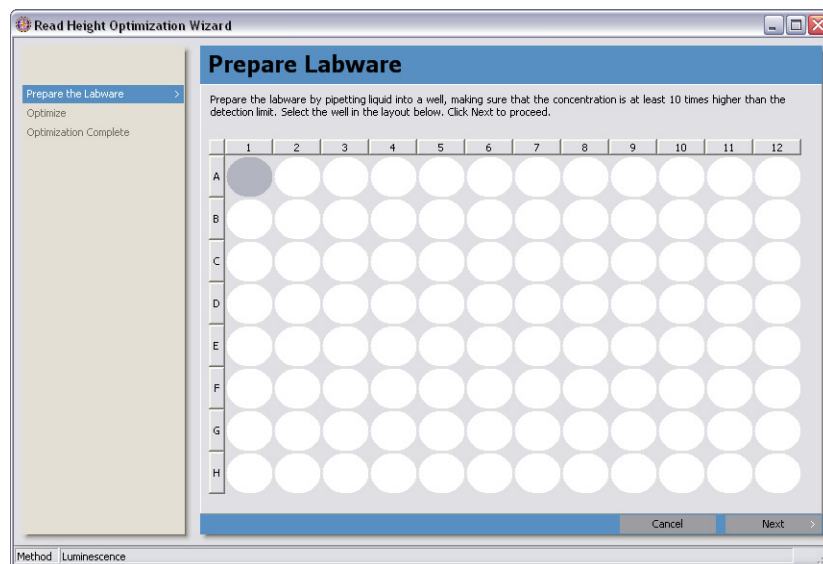 Read Height Optimization Wizard
Prepare Labware
Prepare the Labware >
Optimize
Optimization Complete
Prepare the labware by pipetting liquid into a well, making sure that the concentration is at least 10 times higher than the
detection limit. Select the well in the layout below. Click Next to proceed.
1 2 3 4 5 6 7 8 9 10 11 12
A
B
C
D
E
F
G
H
Cancel Next >
Method Luminescence